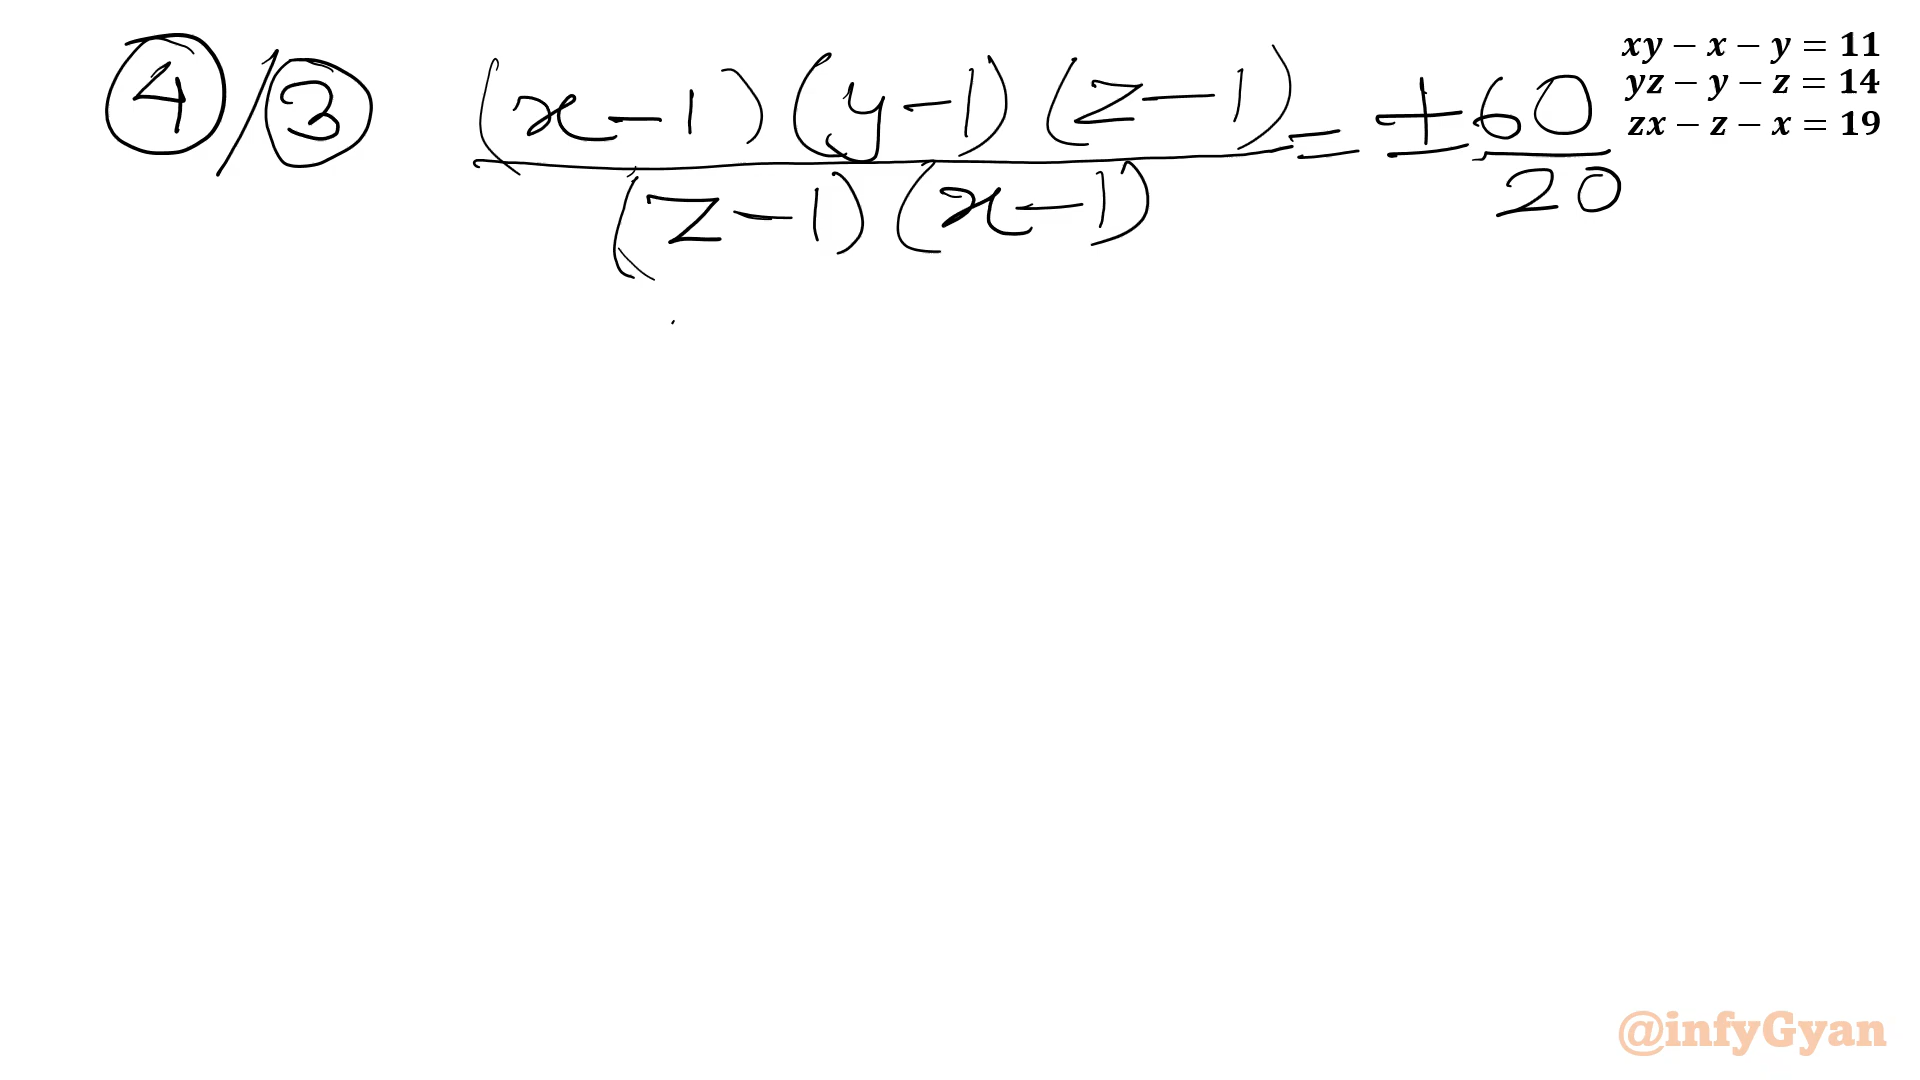 ④/③ (x-1)(y-1)(z-1) / (z-1)(x-1) = ± 60/20
xy − x − y = 11
yz − y − z = 14
zx − z − x = 19
@infyGyan